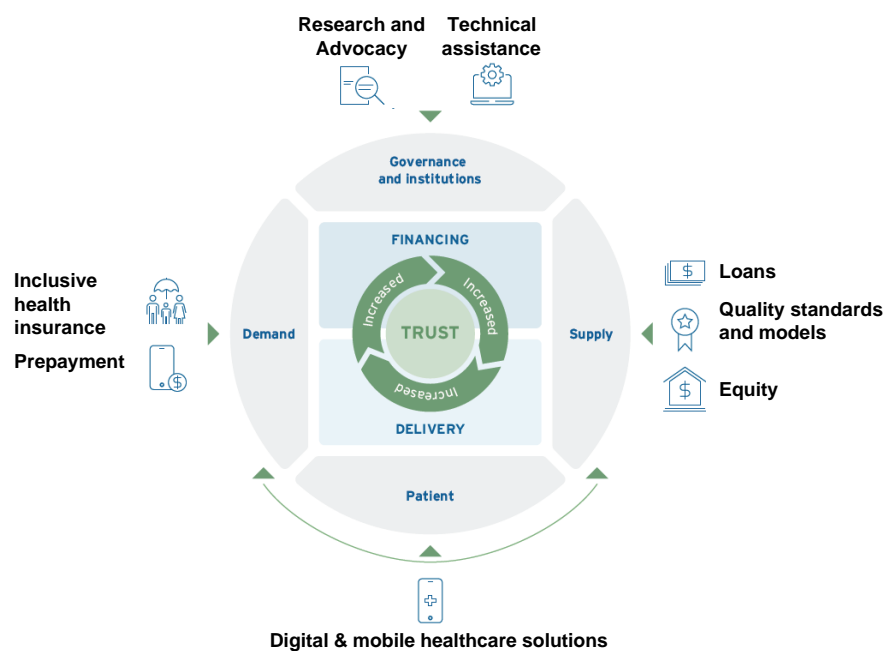 Research and
Advocacy
Technical
assistance
Governance
and institutions
FINANCING
Increased
Increased
Inclusive
health
insurance
Prepayment
Demand
TRUST
Supply
$ Loans
Quality standards
and models
$ Equity
$
Increased
DELIVERY
Patient
Digital & mobile healthcare solutions